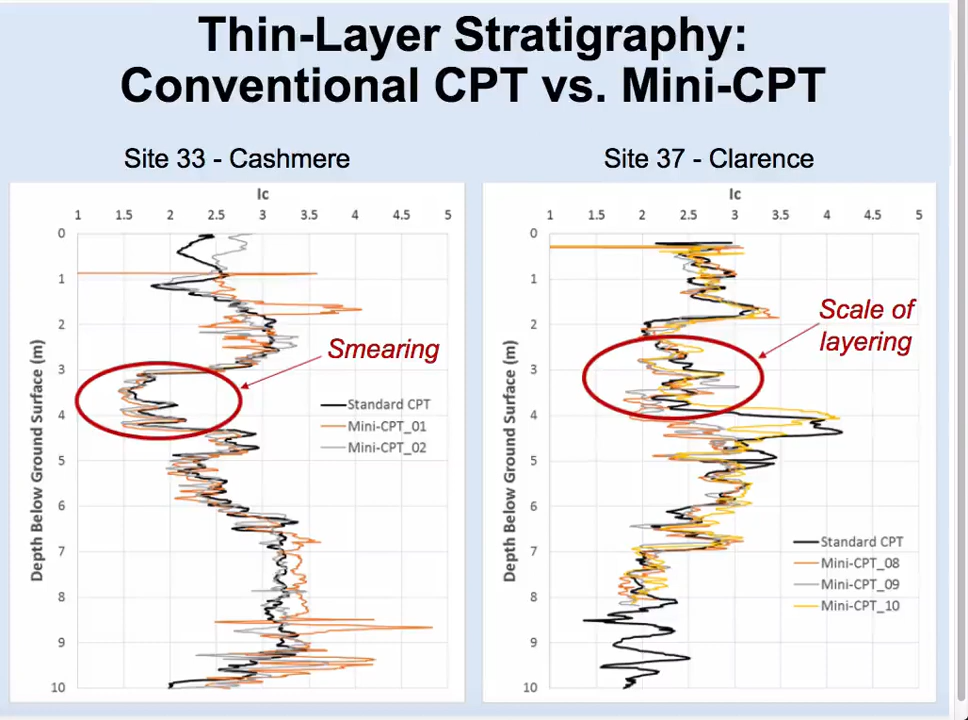 Thin-Layer Stratigraphy:
Conventional CPT vs. Mini-CPT
Site 33 - Cashmere
Ic
1 1.5 2 2.5 3 3.5 4 4.5 5
0
1
2
3
4
5
6
7
8
9
10
Depth Below Ground Surface (m)
Smearing
Standard CPT
Mini-CPT_01
Mini-CPT_02
Site 37 - Clarence
Ic
1 1.5 2 2.5 3 3.5 4 4.5 5
0
1
2
3
4
5
6
7
8
9
10
Depth Below Ground Surface (m)
Scale of
layering
Standard CPT
Mini-CPT_08
Mini-CPT_09
Mini-CPT_10